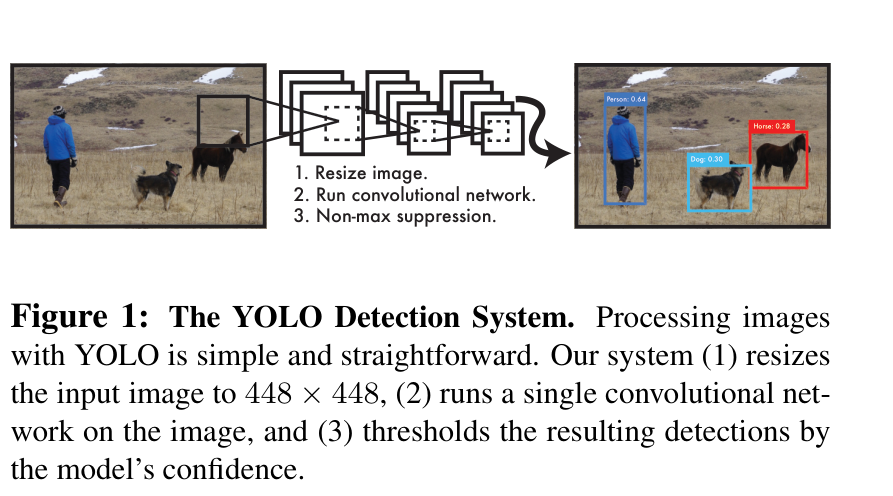 Person: 0.64
Horse: 0.28
Dog: 0.30
1. Resize image.
2. Run convolutional network.
3. Non-max suppression.
Figure 1: The YOLO Detection System. Processing images
with YOLO is simple and straightforward. Our system (1) resizes
the input image to 448 × 448, (2) runs a single convolutional net-
work on the image, and (3) thresholds the resulting detections by
the model’s confidence.